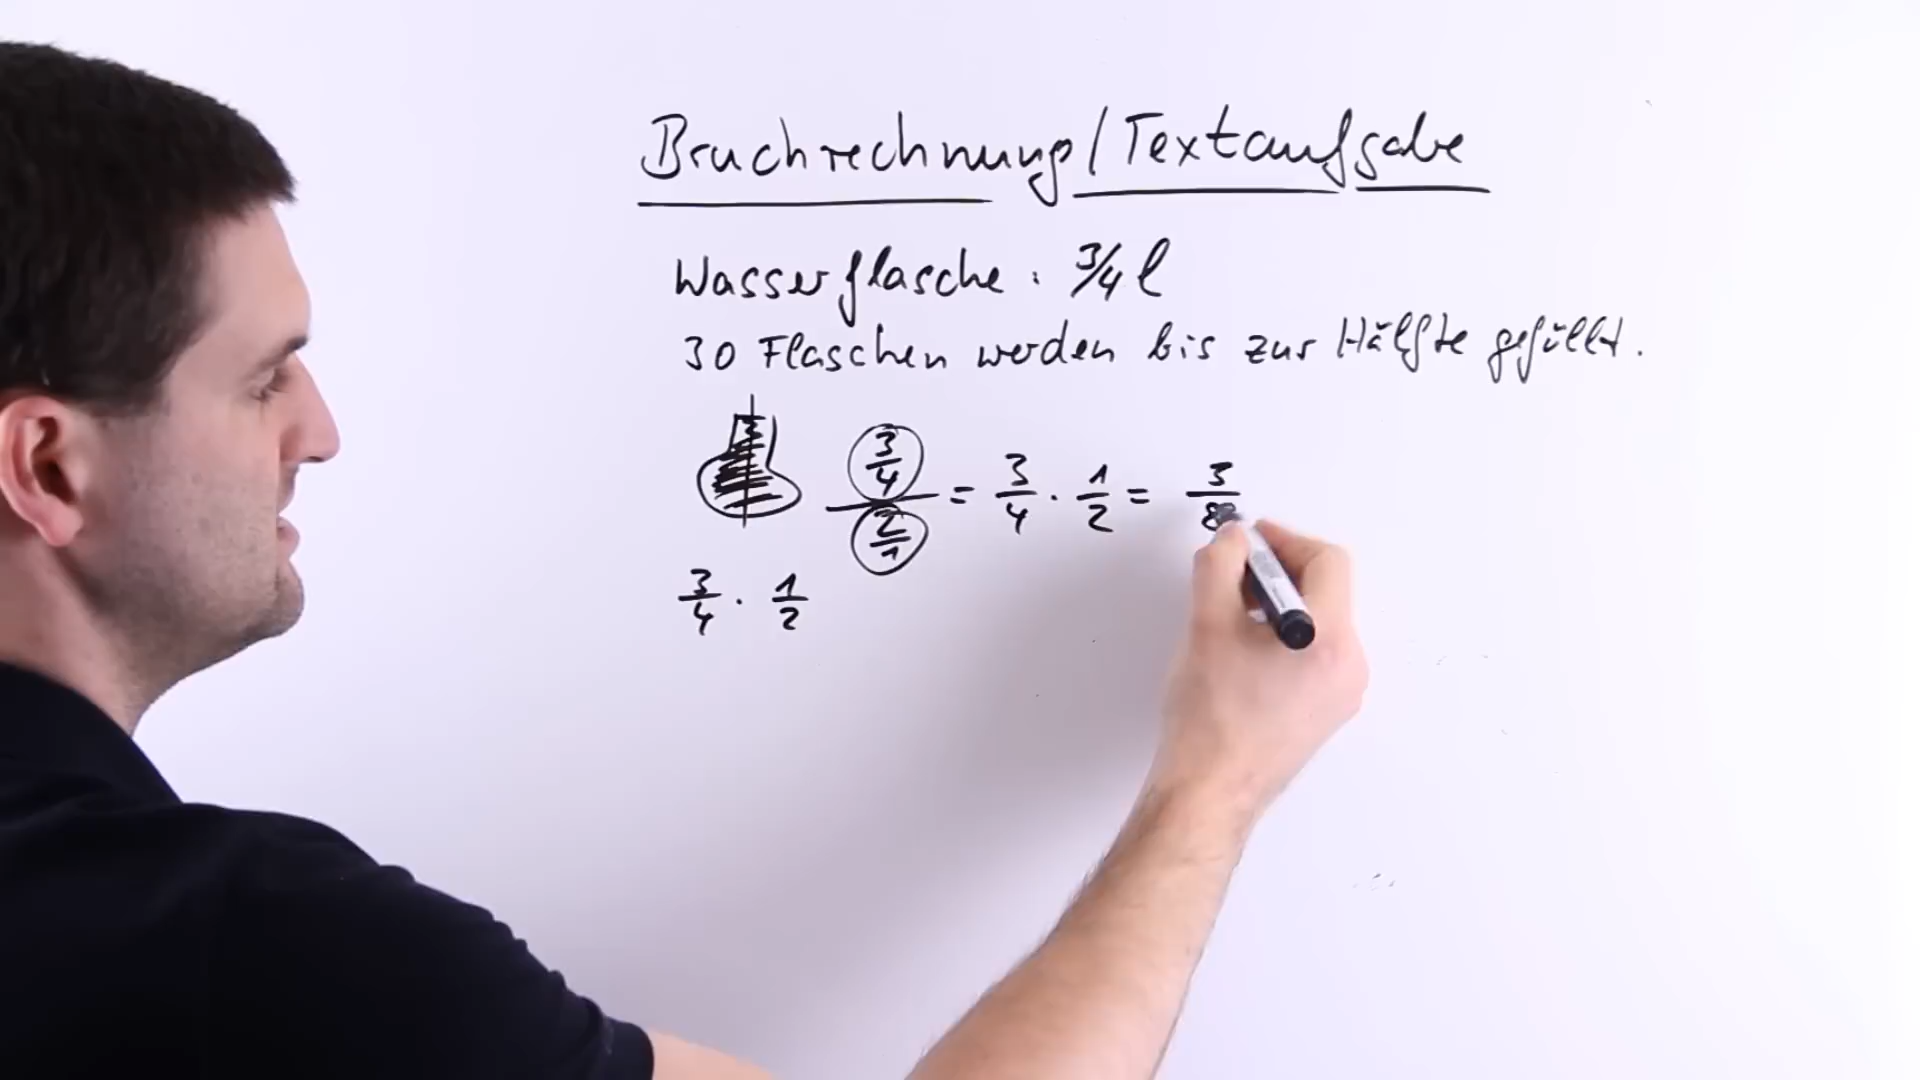 Bruchrechnung/Textaufgabe
Wasserflasche: 3/4 l
30 Flaschen werden bis zur Hälfte gefüllt.
(3/4)/(2/1) = 3/4 · 1/2 = 3/8
3/4 · 1/2